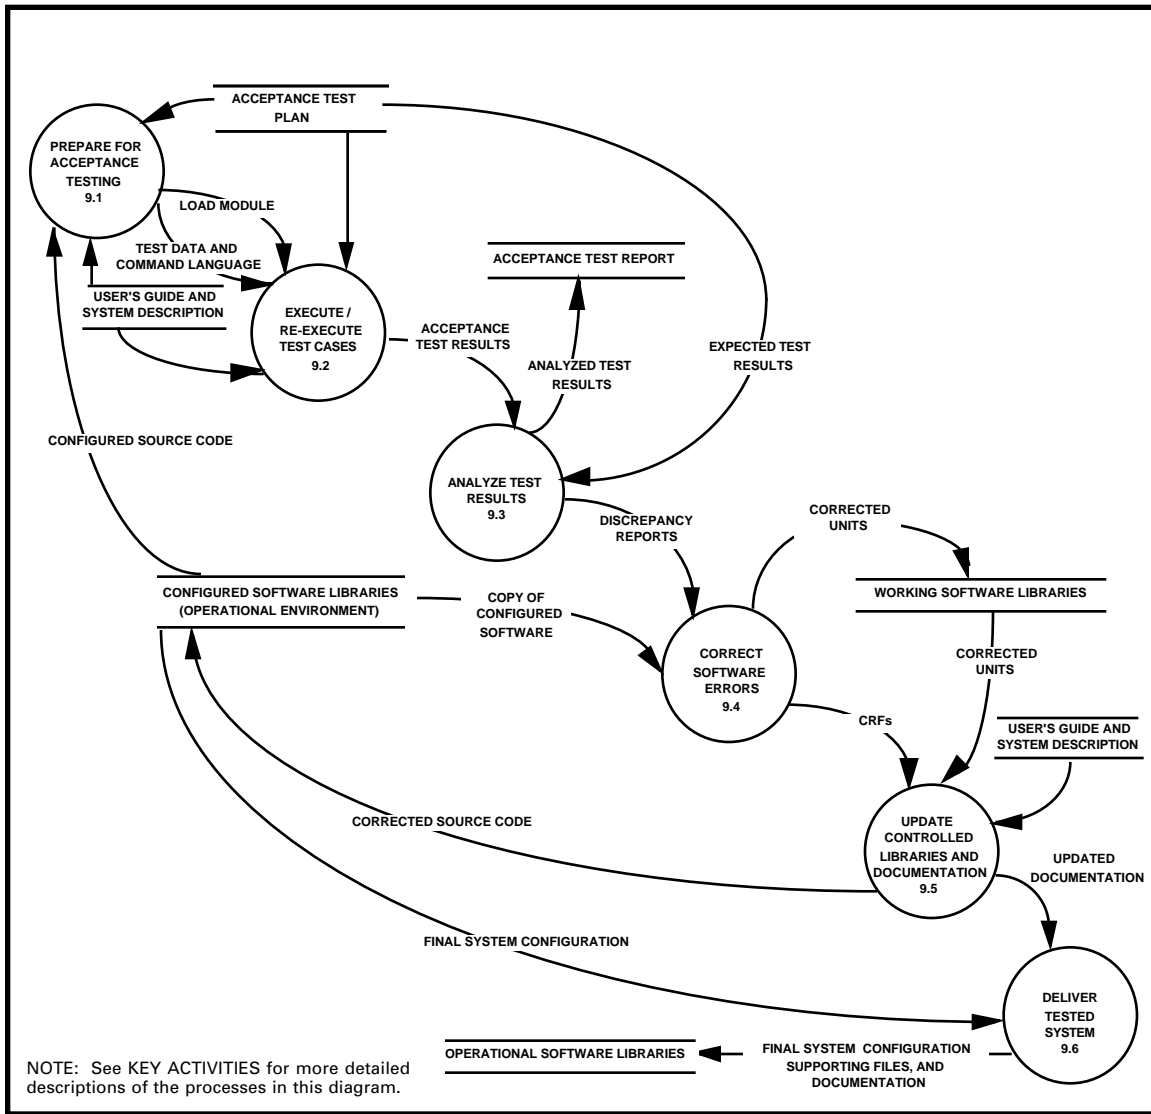 ACCEPTANCE TEST
PLAN
PREPARE FOR
ACCEPTANCE
TESTING
9.1
LOAD MODULE
TEST DATA AND
COMMAND LANGUAGE
USER'S GUIDE AND
SYSTEM DESCRIPTION
ACCEPTANCE TEST REPORT
EXECUTE /
RE-EXECUTE
TEST CASES
9.2
ACCEPTANCE
TEST RESULTS
ANALYZED TEST
RESULTS
EXPECTED TEST
RESULTS
CONFIGURED SOURCE CODE
ANALYZE TEST
RESULTS
9.3
DISCREPANCY
REPORTS
CORRECTED
UNITS
CONFIGURED SOFTWARE LIBRARIES
(OPERATIONAL ENVIRONMENT)
COPY OF
CONFIGURED
SOFTWARE
WORKING SOFTWARE LIBRARIES
CORRECT
SOFTWARE
ERRORS
9.4
CORRECTED
UNITS
CRFs
USER'S GUIDE AND
SYSTEM DESCRIPTION
CORRECTED SOURCE CODE
UPDATE
CONTROLLED
LIBRARIES AND
DOCUMENTATION
9.5
UPDATED
DOCUMENTATION
FINAL SYSTEM CONFIGURATION
DELIVER
TESTED
SYSTEM
9.6
OPERATIONAL SOFTWARE LIBRARIES
FINAL SYSTEM CONFIGURATION
SUPPORTING FILES, AND
DOCUMENTATION
NOTE: See KEY ACTIVITIES for more detailed
descriptions of the processes in this diagram.